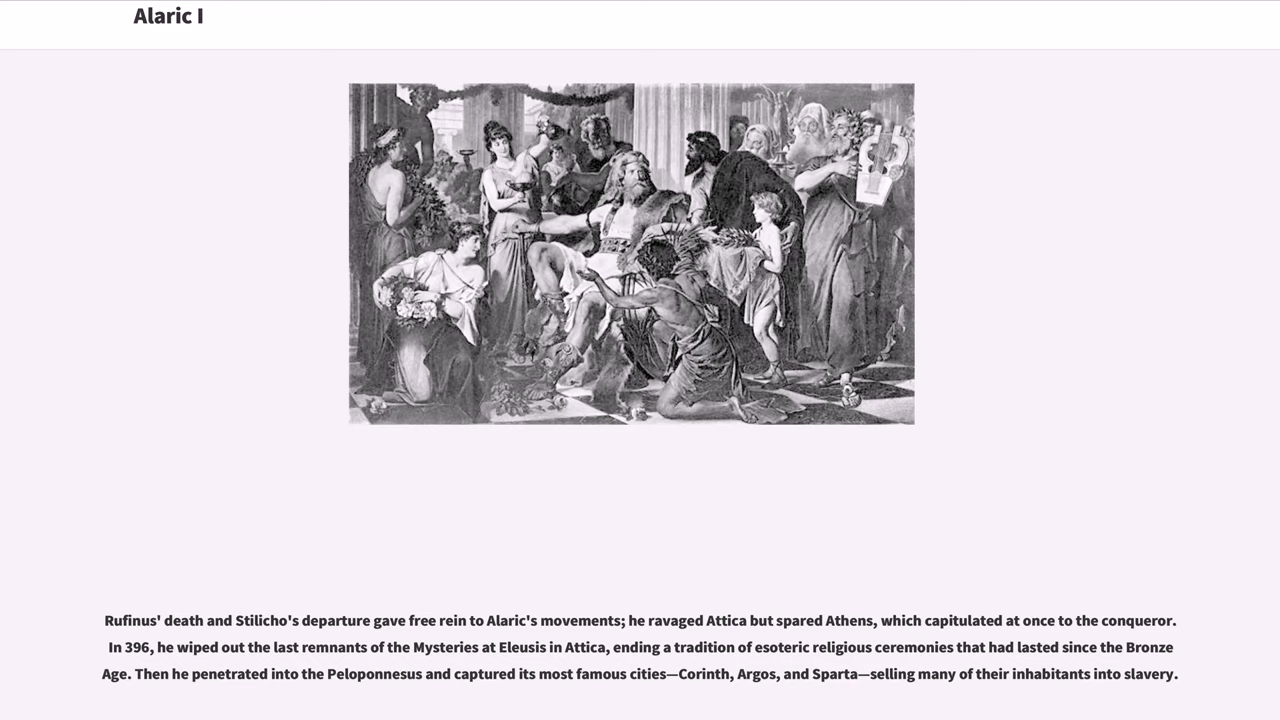 Alaric I
Rufinus' death and Stilicho's departure gave free rein to Alaric's movements; he ravaged Attica but spared Athens, which capitulated at once to the conqueror.
In 396, he wiped out the last remnants of the Mysteries at Eleusis in Attica, ending a tradition of esoteric religious ceremonies that had lasted since the Bronze
Age. Then he penetrated into the Peloponnesus and captured its most famous cities—Corinth, Argos, and Sparta—selling many of their inhabitants into slavery.